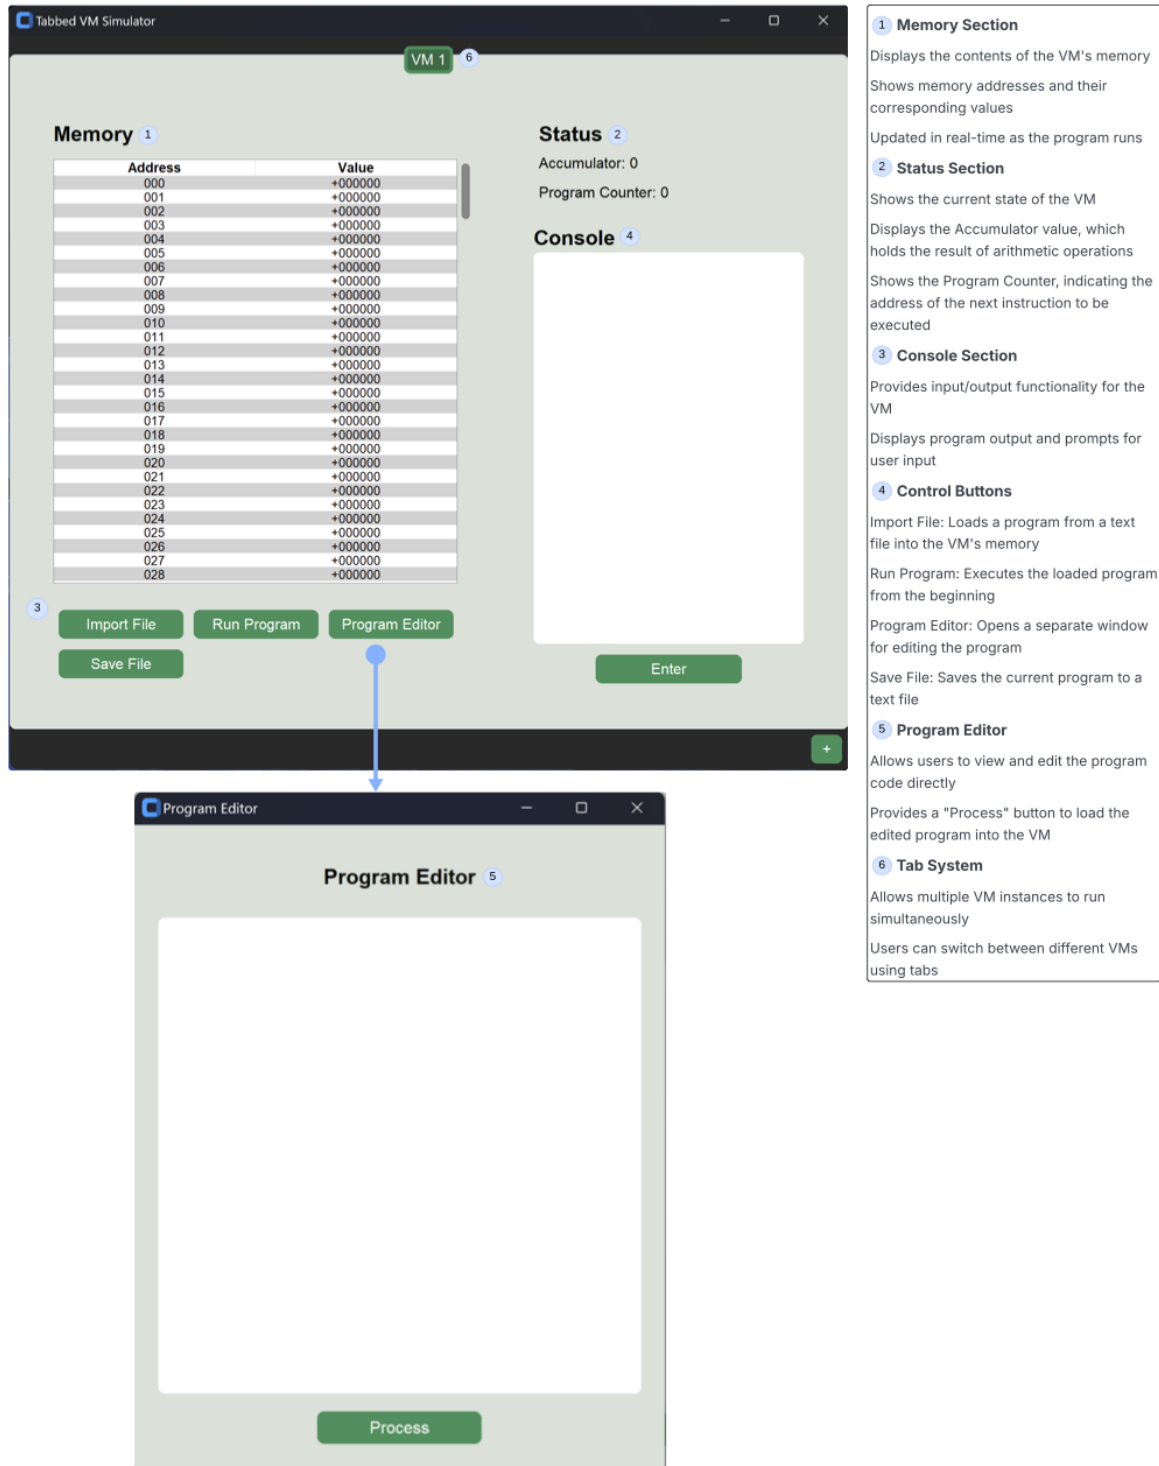 Tabbed VM Simulator
VM 1 6
Memory 1
Address Value
000 +000000
001 +000000
002 +000000
003 +000000
004 +000000
005 +000000
006 +000000
007 +000000
008 +000000
009 +000000
010 +000000
011 +000000
012 +000000
013 +000000
014 +000000
015 +000000
016 +000000
017 +000000
018 +000000
019 +000000
020 +000000
021 +000000
022 +000000
023 +000000
024 +000000
025 +000000
026 +000000
027 +000000
028 +000000
3
Import File Run Program Program Editor
Save File
Status 2
Accumulator: 0
Program Counter: 0
Console 4
Enter
+
Program Editor
Program Editor 5
Process
1 Memory Section
Displays the contents of the VM's memory
Shows memory addresses and their
corresponding values
Updated in real-time as the program runs
2 Status Section
Shows the current state of the VM
Displays the Accumulator value, which
holds the result of arithmetic operations
Shows the Program Counter, indicating the
address of the next instruction to be
executed
3 Console Section
Provides input/output functionality for the
VM
Displays program output and prompts for
user input
4 Control Buttons
Import File: Loads a program from a text
file into the VM's memory
Run Program: Executes the loaded program
from the beginning
Program Editor: Opens a separate window
for editing the program
Save File: Saves the current program to a
text file
5 Program Editor
Allows users to view and edit the program
code directly
Provides a "Process" button to load the
edited program into the VM
6 Tab System
Allows multiple VM instances to run
simultaneously
Users can switch between different VMs
using tabs